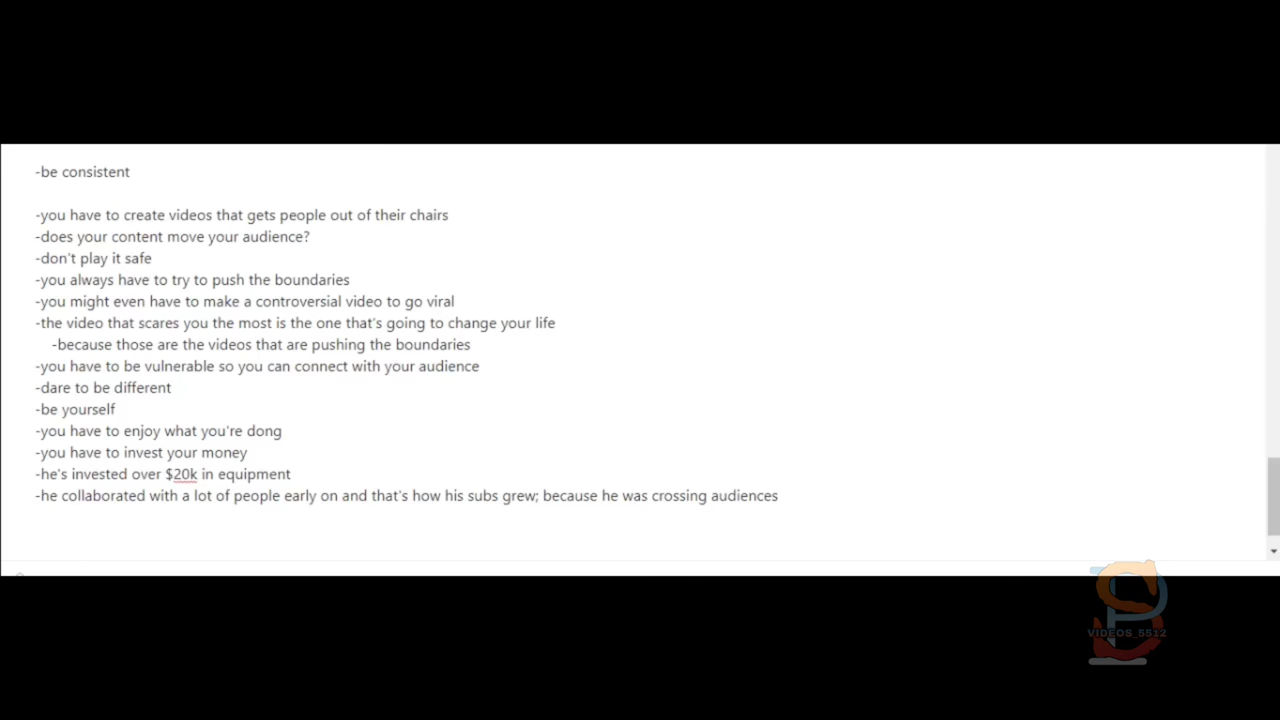 -be consistent
-you have to create videos that gets people out of their chairs
-does your content move your audience?
-don't play it safe
-you always have to try to push the boundaries
-you might even have to make a controversial video to go viral
-the video that scares you the most is the one that's going to change your life
-because those are the videos that are pushing the boundaries
-you have to be vulnerable so you can connect with your audience
-dare to be different
-be yourself
-you have to enjoy what you're dong
-you have to invest your money
-he's invested over $20k in equipment
-he collaborated with a lot of people early on and that's how his subs grew; because he was crossing audiences
SP
VIDEOS_5512